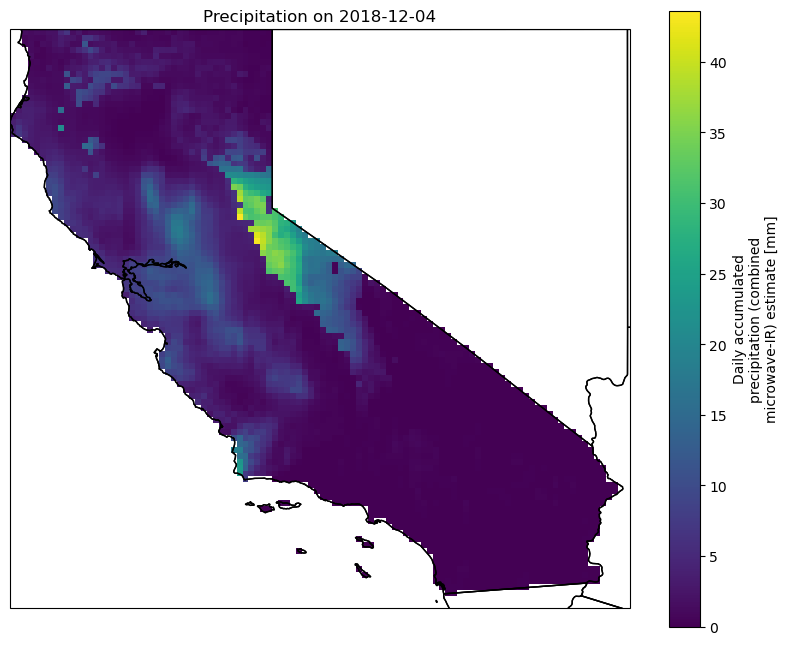 Precipitation on 2018-12-04
40
35
30
25
20
15
10
5
0
Daily accumulated
precipitation (combined
microwave-IR) estimate [mm]